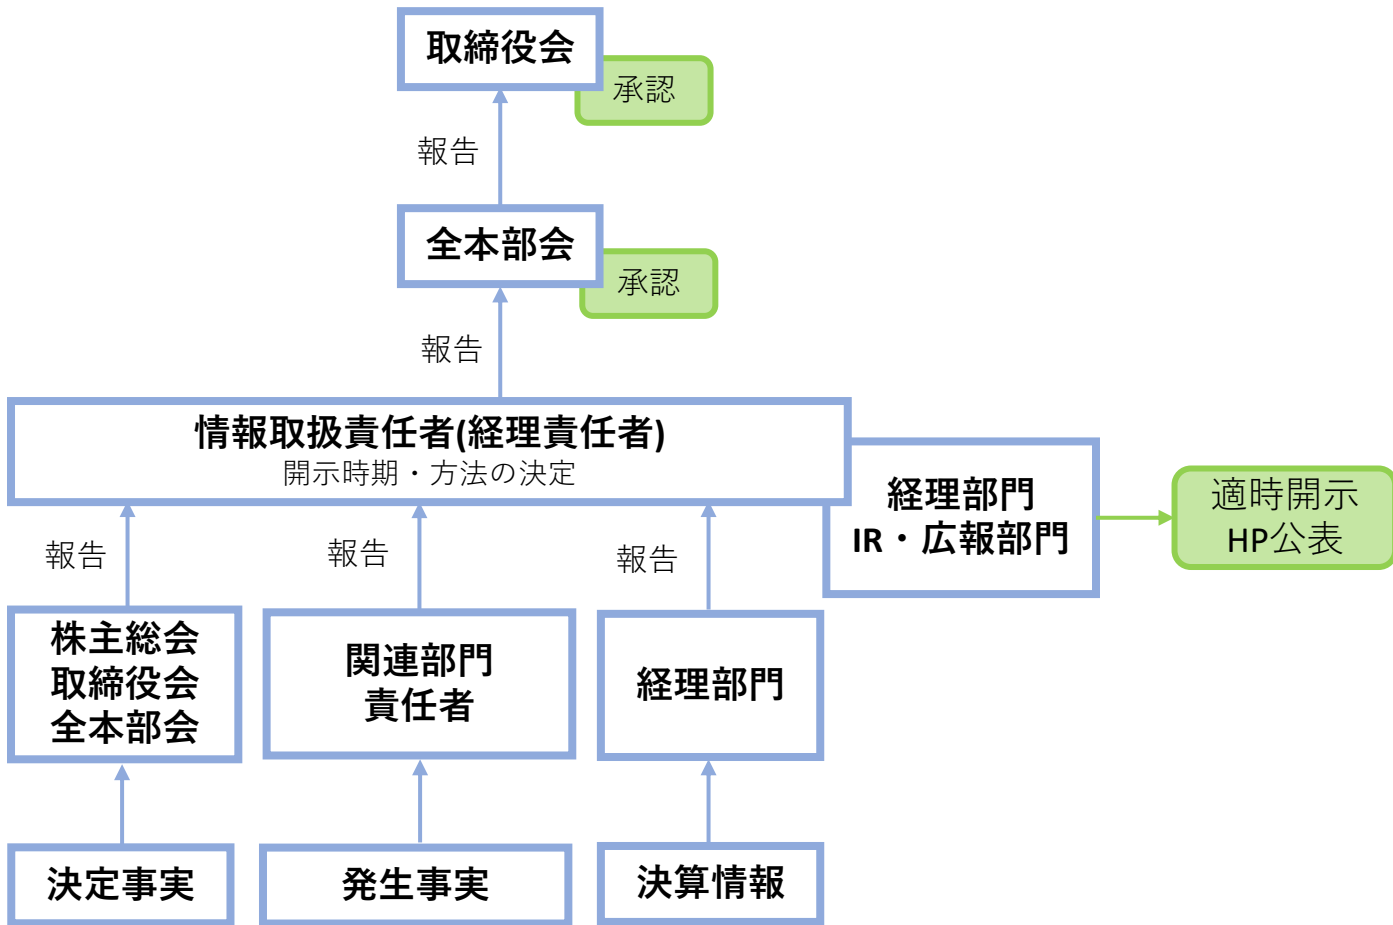 取締役会
承認
報告
全本部会
承認
報告
情報取扱責任者(経理責任者)
開示時期・方法の決定
経理部門
IR・広報部門
適時開示
HP公表
報告
報告
報告
株主総会
取締役会
全本部会
関連部門
責任者
経理部門
決定事実
発生事実
決算情報